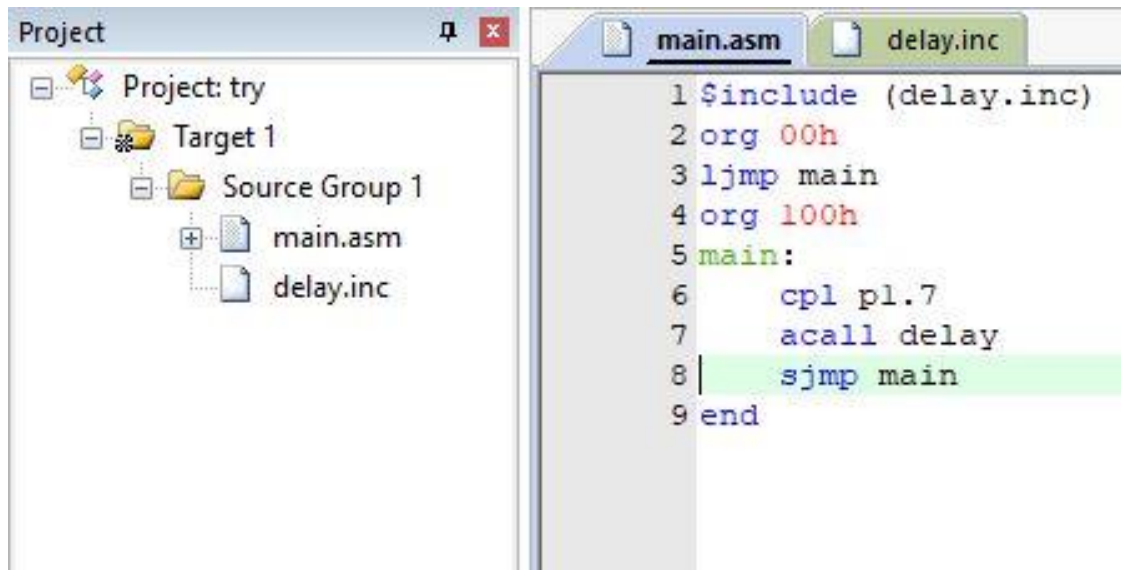 Project
Project: try
Target 1
Source Group 1
main.asm
delay.inc
main.asm delay.inc
1 $include (delay.inc)
2 org 00h
3 ljmp main
4 org 100h
5 main:
6 cpl p1.7
7 acall delay
8 sjmp main
9 end